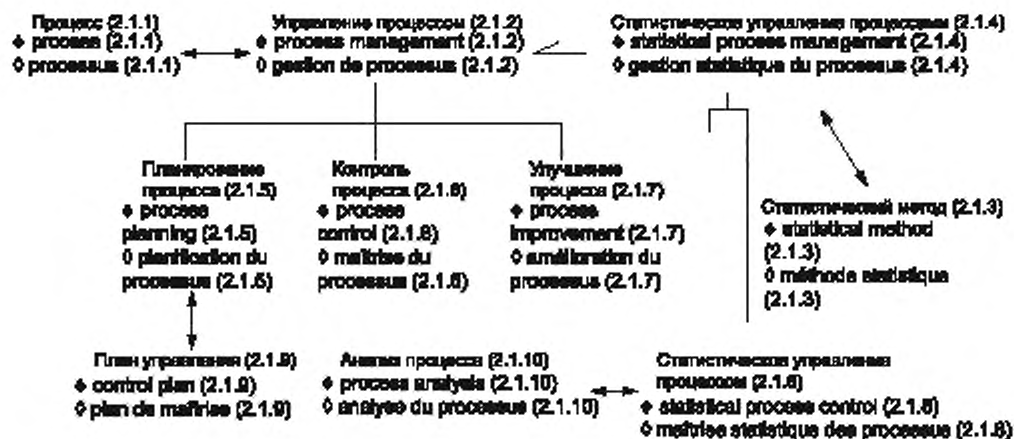 Процесс (2.1.1)
♦ process (2.1.1)
◊ processus (2.1.1)
Управление процессом (2.1.2)
♦ process management (2.1.2)
◊ gestion de processus (2.1.2)
Статистическое управление процессами (2.1.4)
♦ statistical process management (2.1.4)
◊ gestion statistique du processus (2.1.4)
Планирование
процесса (2.1.5)
♦ process
planning (2.1.5)
◊ planification du
processus (2.1.5)
Контроль
процесса (2.1.6)
♦ process
control (2.1.6)
◊ maîtrise du
processus (2.1.6)
Улучшение
процесса (2.1.7)
♦ process
improvement (2.1.7)
◊ amélioration du
processus (2.1.7)
Статистический метод (2.1.3)
♦ statistical method
(2.1.3)
◊ méthode statistique
(2.1.3)
План управления (2.1.9)
♦ control plan (2.1.9)
◊ plan de maîtrise (2.1.9)
Анализ процесса (2.1.10)
♦ process analysis (2.1.10)
◊ analyse du processus (2.1.10)
Статистическое управление
процессом (2.1.8)
♦ statistical process control (2.1.8)
◊ maîtrise statistique des processus (2.1.8)